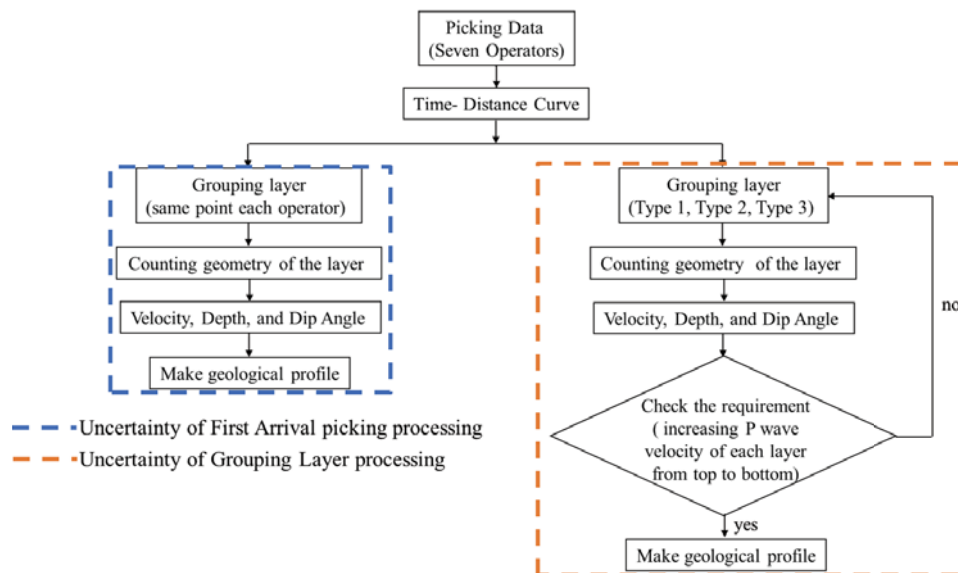 Picking Data
(Seven Operators)
Time- Distance Curve
Grouping layer
(same point each operator)
Counting geometry of the layer
Velocity, Depth, and Dip Angle
Make geological profile
Uncertainty of First Arrival picking processing
Uncertainty of Grouping Layer processing
Grouping layer
(Type 1, Type 2, Type 3)
Counting geometry of the layer
Velocity, Depth, and Dip Angle
no
Check the requirement
( increasing P wave
velocity of each layer
from top to bottom)
yes
Make geological profile